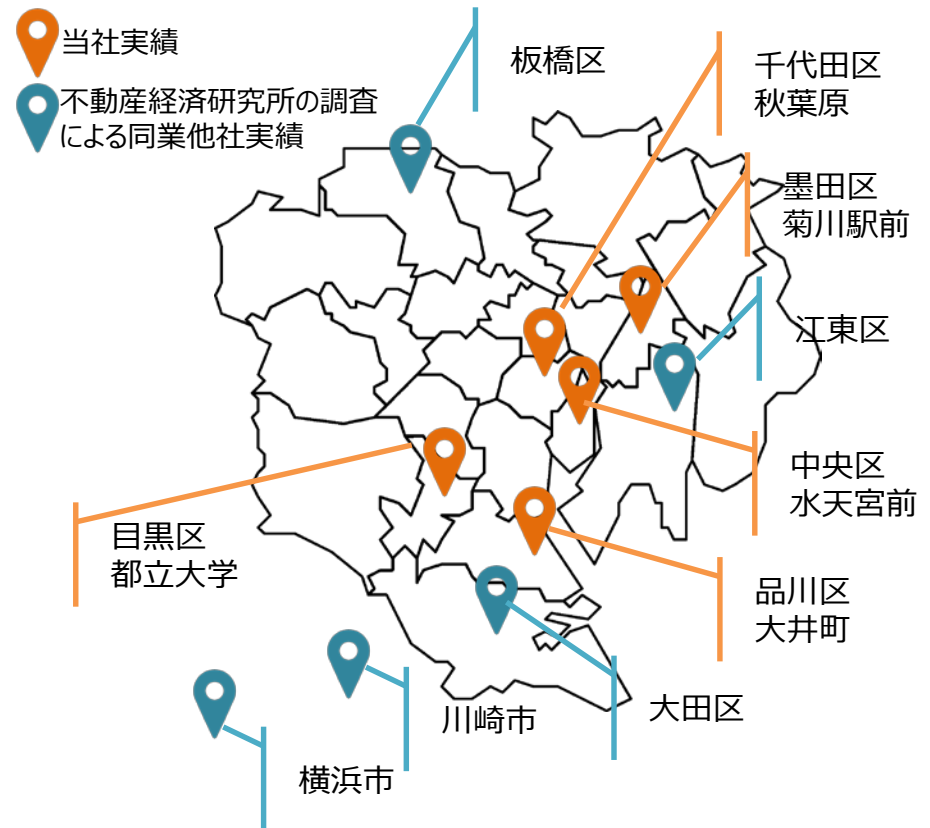 当社実績
不動産経済研究所の調査
による同業他社実績
板橋区
千代田区
秋葉原
墨田区
菊川駅前
江東区
中央区
水天宮前
目黒区
都立大学
品川区
大井町
大田区
川崎市
横浜市